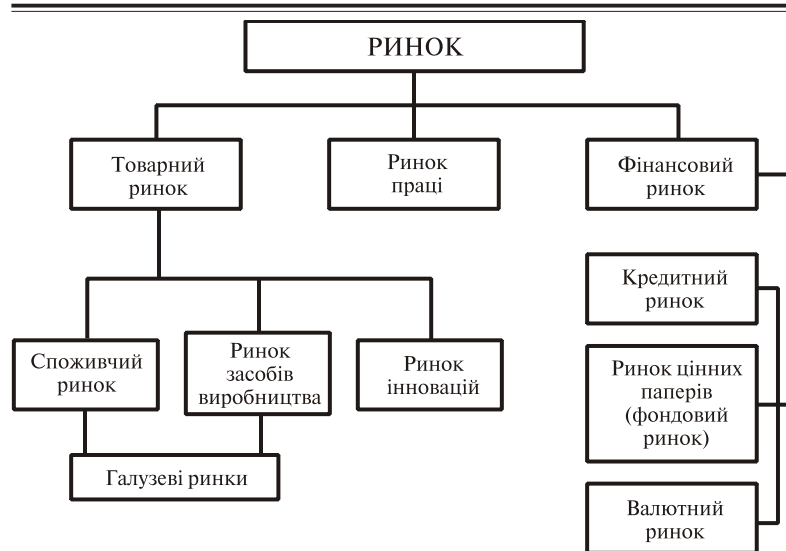 РИНОК
Товарний
ринок
Ринок
праці
Фінансовий
ринок
Кредитний
ринок
Споживчий
ринок
Ринок
засобів
виробництва
Ринок
інновацій
Ринок цінних
паперів
(фондовий
ринок)
Галузеві ринки
Валютний
ринок